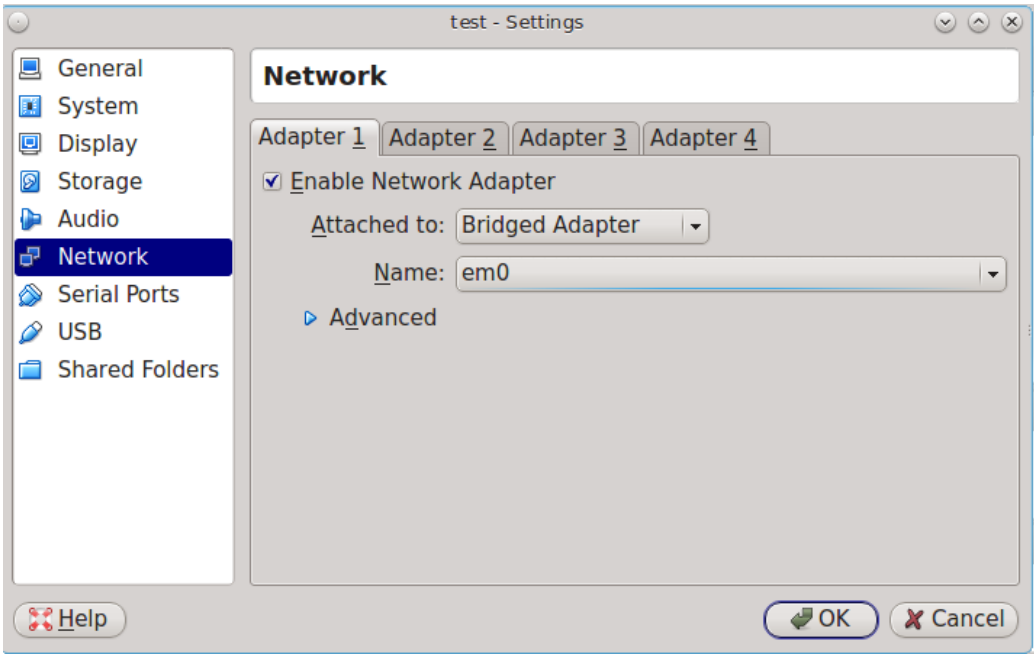 test - Settings
General
System
Display
Storage
Audio
Network
Serial Ports
USB
Shared Folders
Network
Adapter 1 Adapter 2 Adapter 3 Adapter 4
Enable Network Adapter
Attached to: Bridged Adapter
Name: em0
Advanced
Help OK Cancel